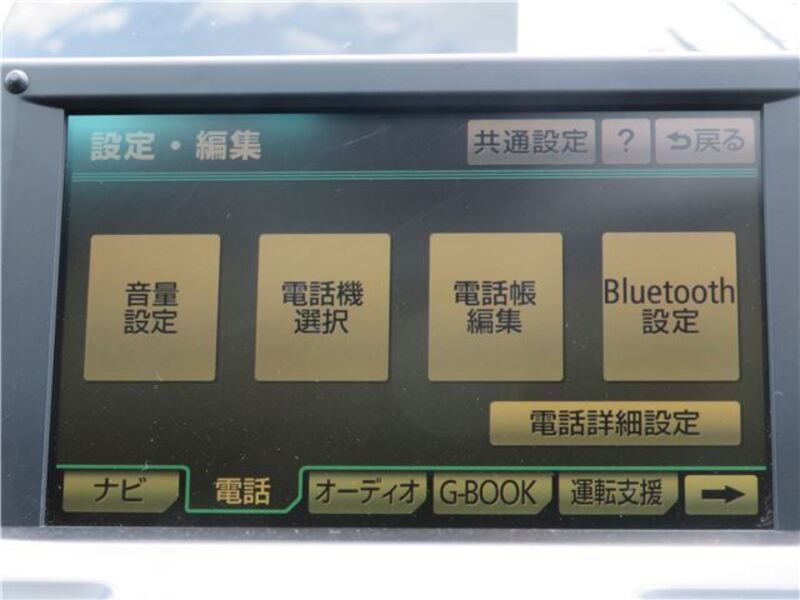 設定・編集
共通設定
?
戻る
音量
設定
電話機
選択
電話帳
編集
Bluetooth
設定
電話詳細設定
ナビ
電話
オーディオ
G-BOOK
運転支援